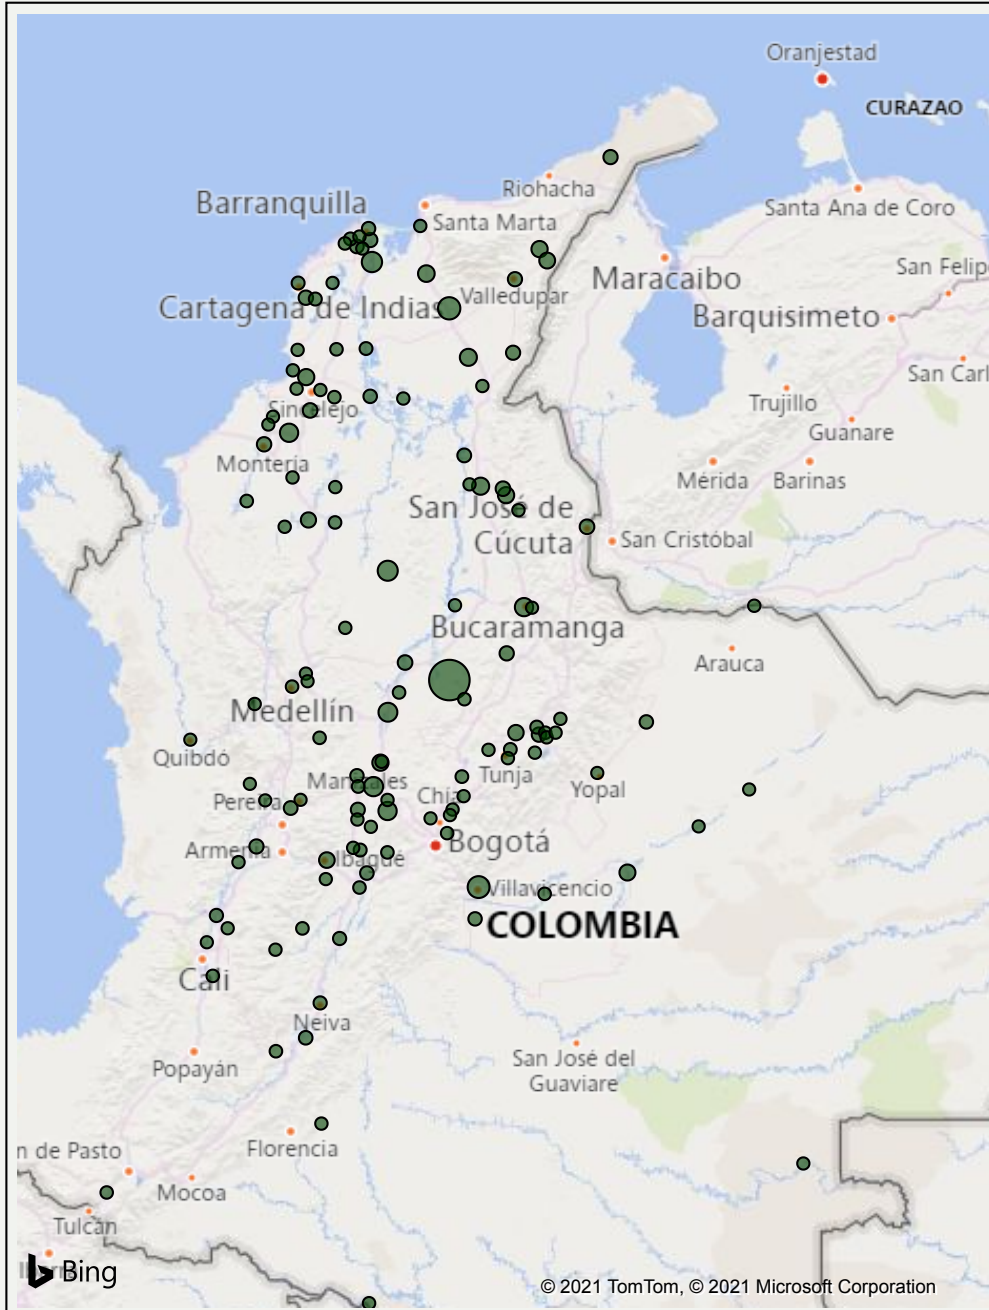 Oranjestad
CURAZAO
Riohacha
Barranquilla
Santa Marta
Santa Ana de Coro
Maracaibo
San Felip
Valledupar
Cartagena de Indias
Barquisimeto
San Carl
Trujillo
Sincelejo
Guanare
Montería
Mérida
Barinas
San José de
Cúcuta
San Cristóbal
Bucaramanga
Arauca
Medellín
Quibdó
Tunja
Manizales
Yopal
Pereira
Chía
Bogotá
Armenia
Ibagué
Villavicencio
COLOMBIA
Cali
Neiva
San José del
Guaviare
Popayán
Florencia
n de Pasto
Mocoa
Tulcán
Bing
© 2021 TomTom, © 2021 Microsoft Corporation